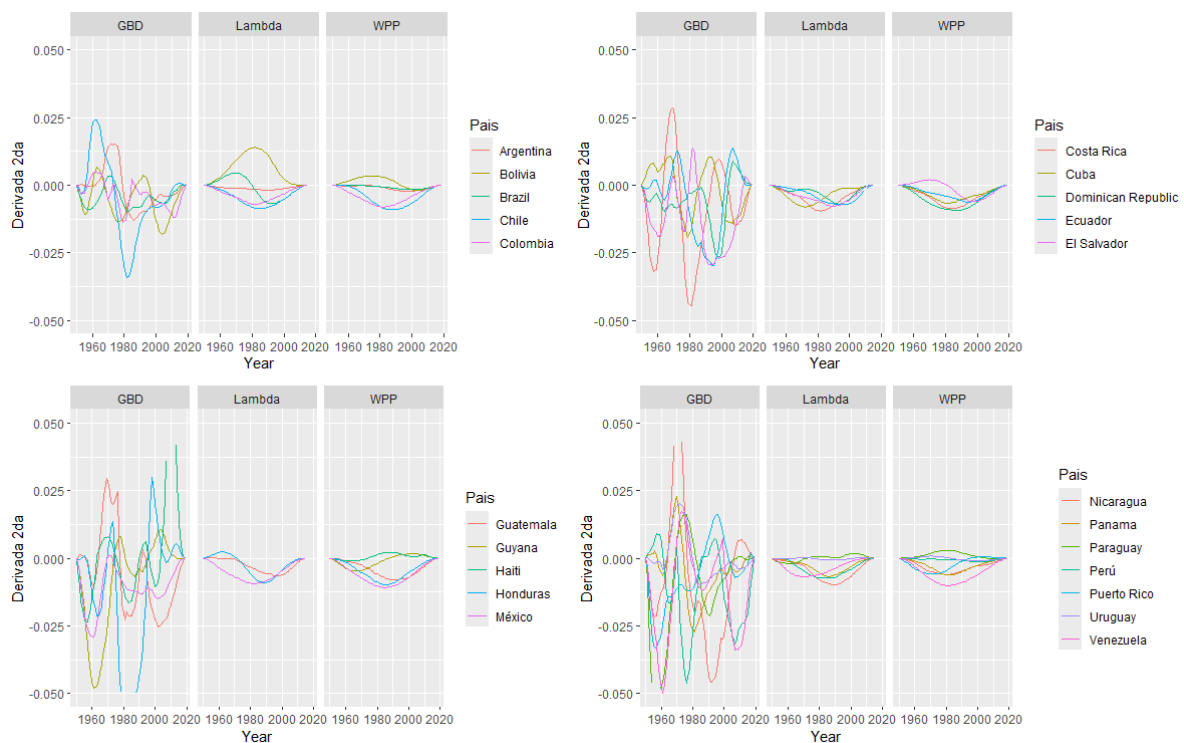 GBD Lambda WPP
0.050
0.025
0.000
-0.025
-0.050
Derivada 2da
1960 1980 2000 2020 1960 1980 2000 2020 1960 1980 2000 2020
Year
Pais
Argentina
Bolivia
Brazil
Chile
Colombia
GBD Lambda WPP
0.050
0.025
0.000
-0.025
-0.050
Derivada 2da
1960 1980 2000 2020 1960 1980 2000 2020 1960 1980 2000 2020
Year
Pais
Costa Rica
Cuba
Dominican Republic
Ecuador
El Salvador
GBD Lambda WPP
0.050
0.025
0.000
-0.025
-0.050
Derivada 2da
1960 1980 2000 2020 1960 1980 2000 2020 1960 1980 2000 2020
Year
Pais
Guatemala
Guyana
Haiti
Honduras
México
GBD Lambda WPP
0.050
0.025
0.000
-0.025
-0.050
Derivada 2da
1960 1980 2000 2020 1960 1980 2000 2020 1960 1980 2000 2020
Year
Pais
Nicaragua
Panama
Paraguay
Perú
Puerto Rico
Uruguay
Venezuela